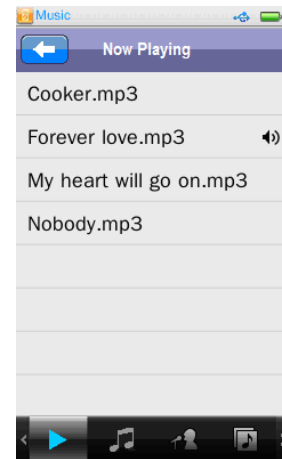 Music
Now Playing
Cooker.mp3
Forever love.mp3
My heart will go on.mp3
Nobody.mp3